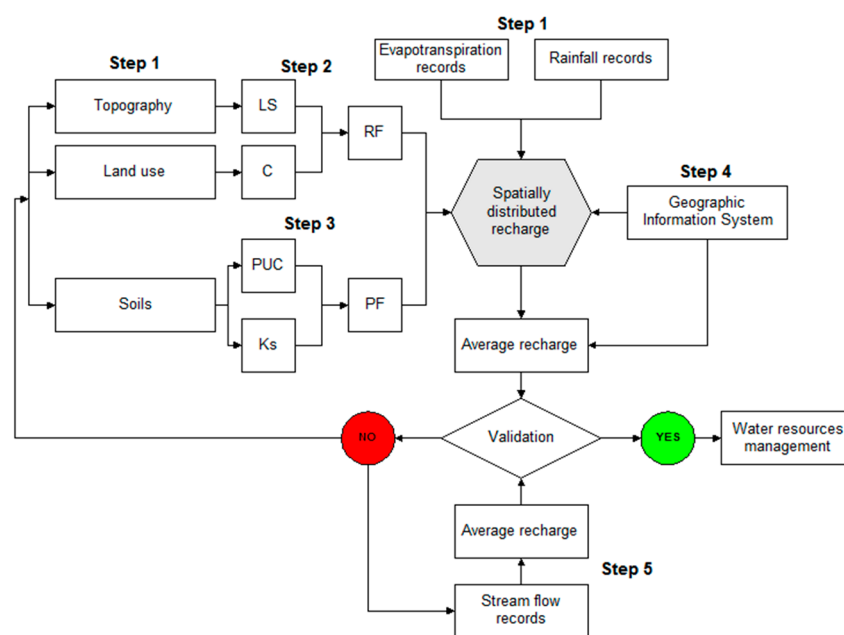 Step 1
Evapotranspiration
records
Rainfall records
Step 1
Step 2
Topography
LS
RF
Land use
C
Step 4
Spatially
distributed
recharge
Geographic
Information System
Step 3
PUC
Soils
PF
Ks
Average recharge
NO
Validation
YES
Water resources
management
Average recharge
Step 5
Stream flow
records